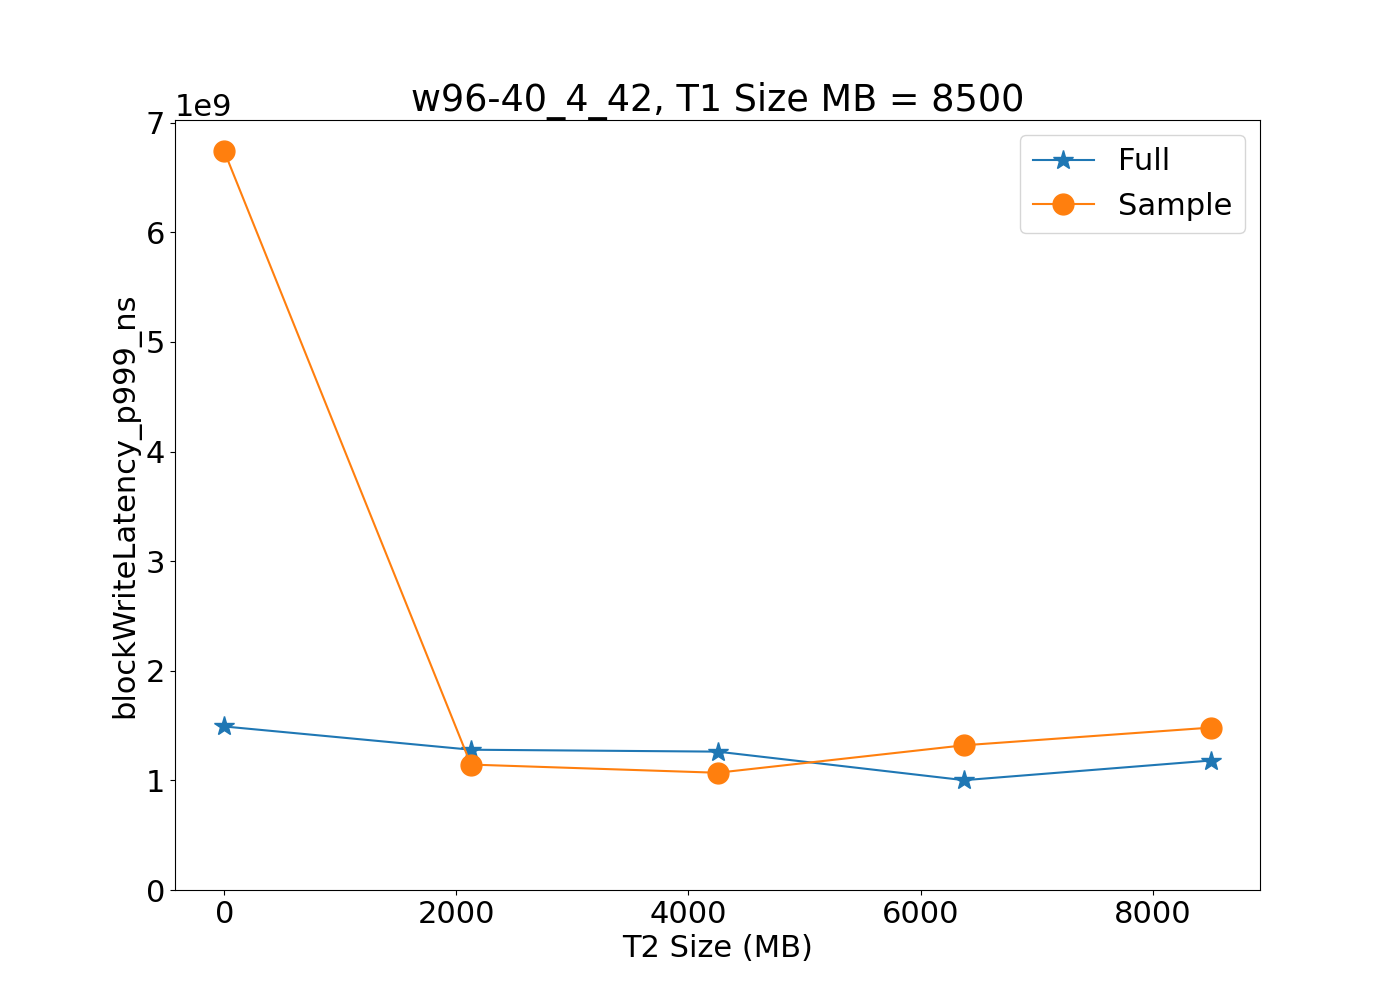 w96-40_4_42, T1 Size MB = 8500
1e9
7
6
5
4
3
2
1
0
blockWriteLatency_p999_ns
Full
Sample
0 2000 4000 6000 8000
T2 Size (MB)